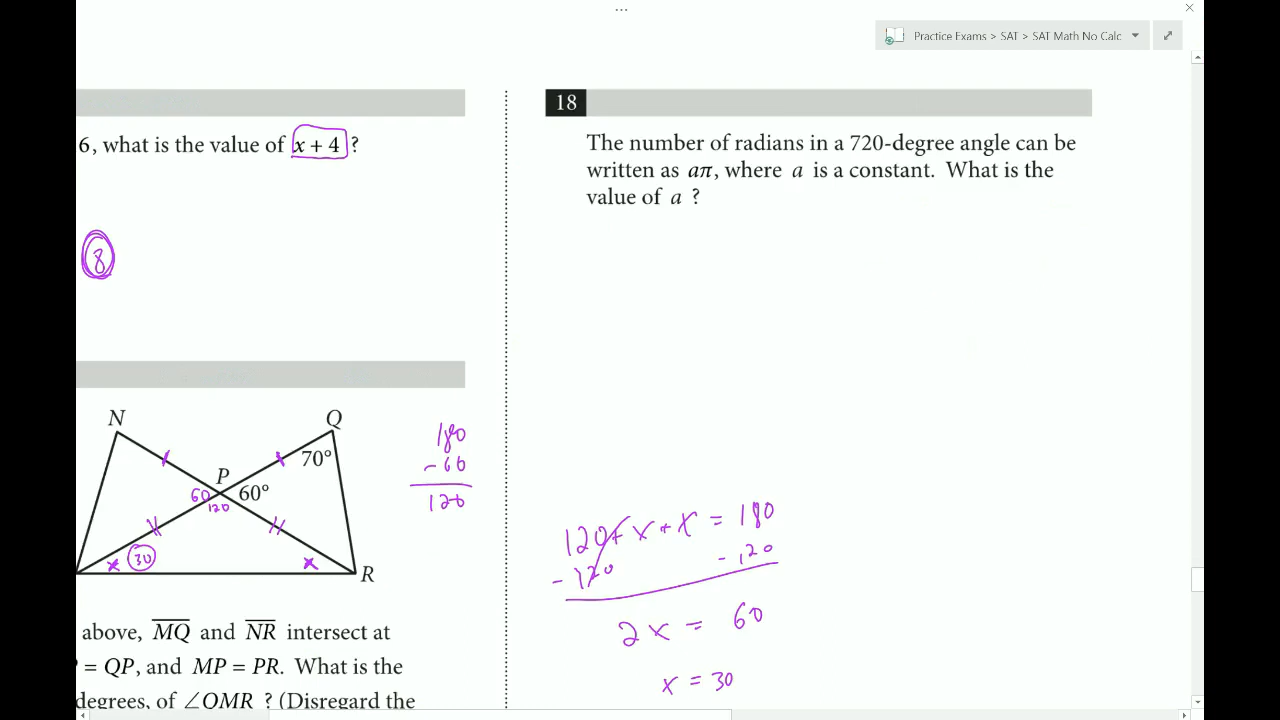 ...
Practice Exams > SAT > SAT Math No Calc
6, what is the value of x + 4 ?
8
18
The number of radians in a 720-degree angle can be
written as aπ, where a is a constant. What is the
value of a ?
N
Q
70°
P
60
60°
120
30
R
180
- 60
120
120 + x + x = 180
- 120 - 120
2x = 60
x = 30
above, MQ and NR intersect at
= QP, and MP = PR. What is the
degrees, of ∠QMR ? (Disregard the